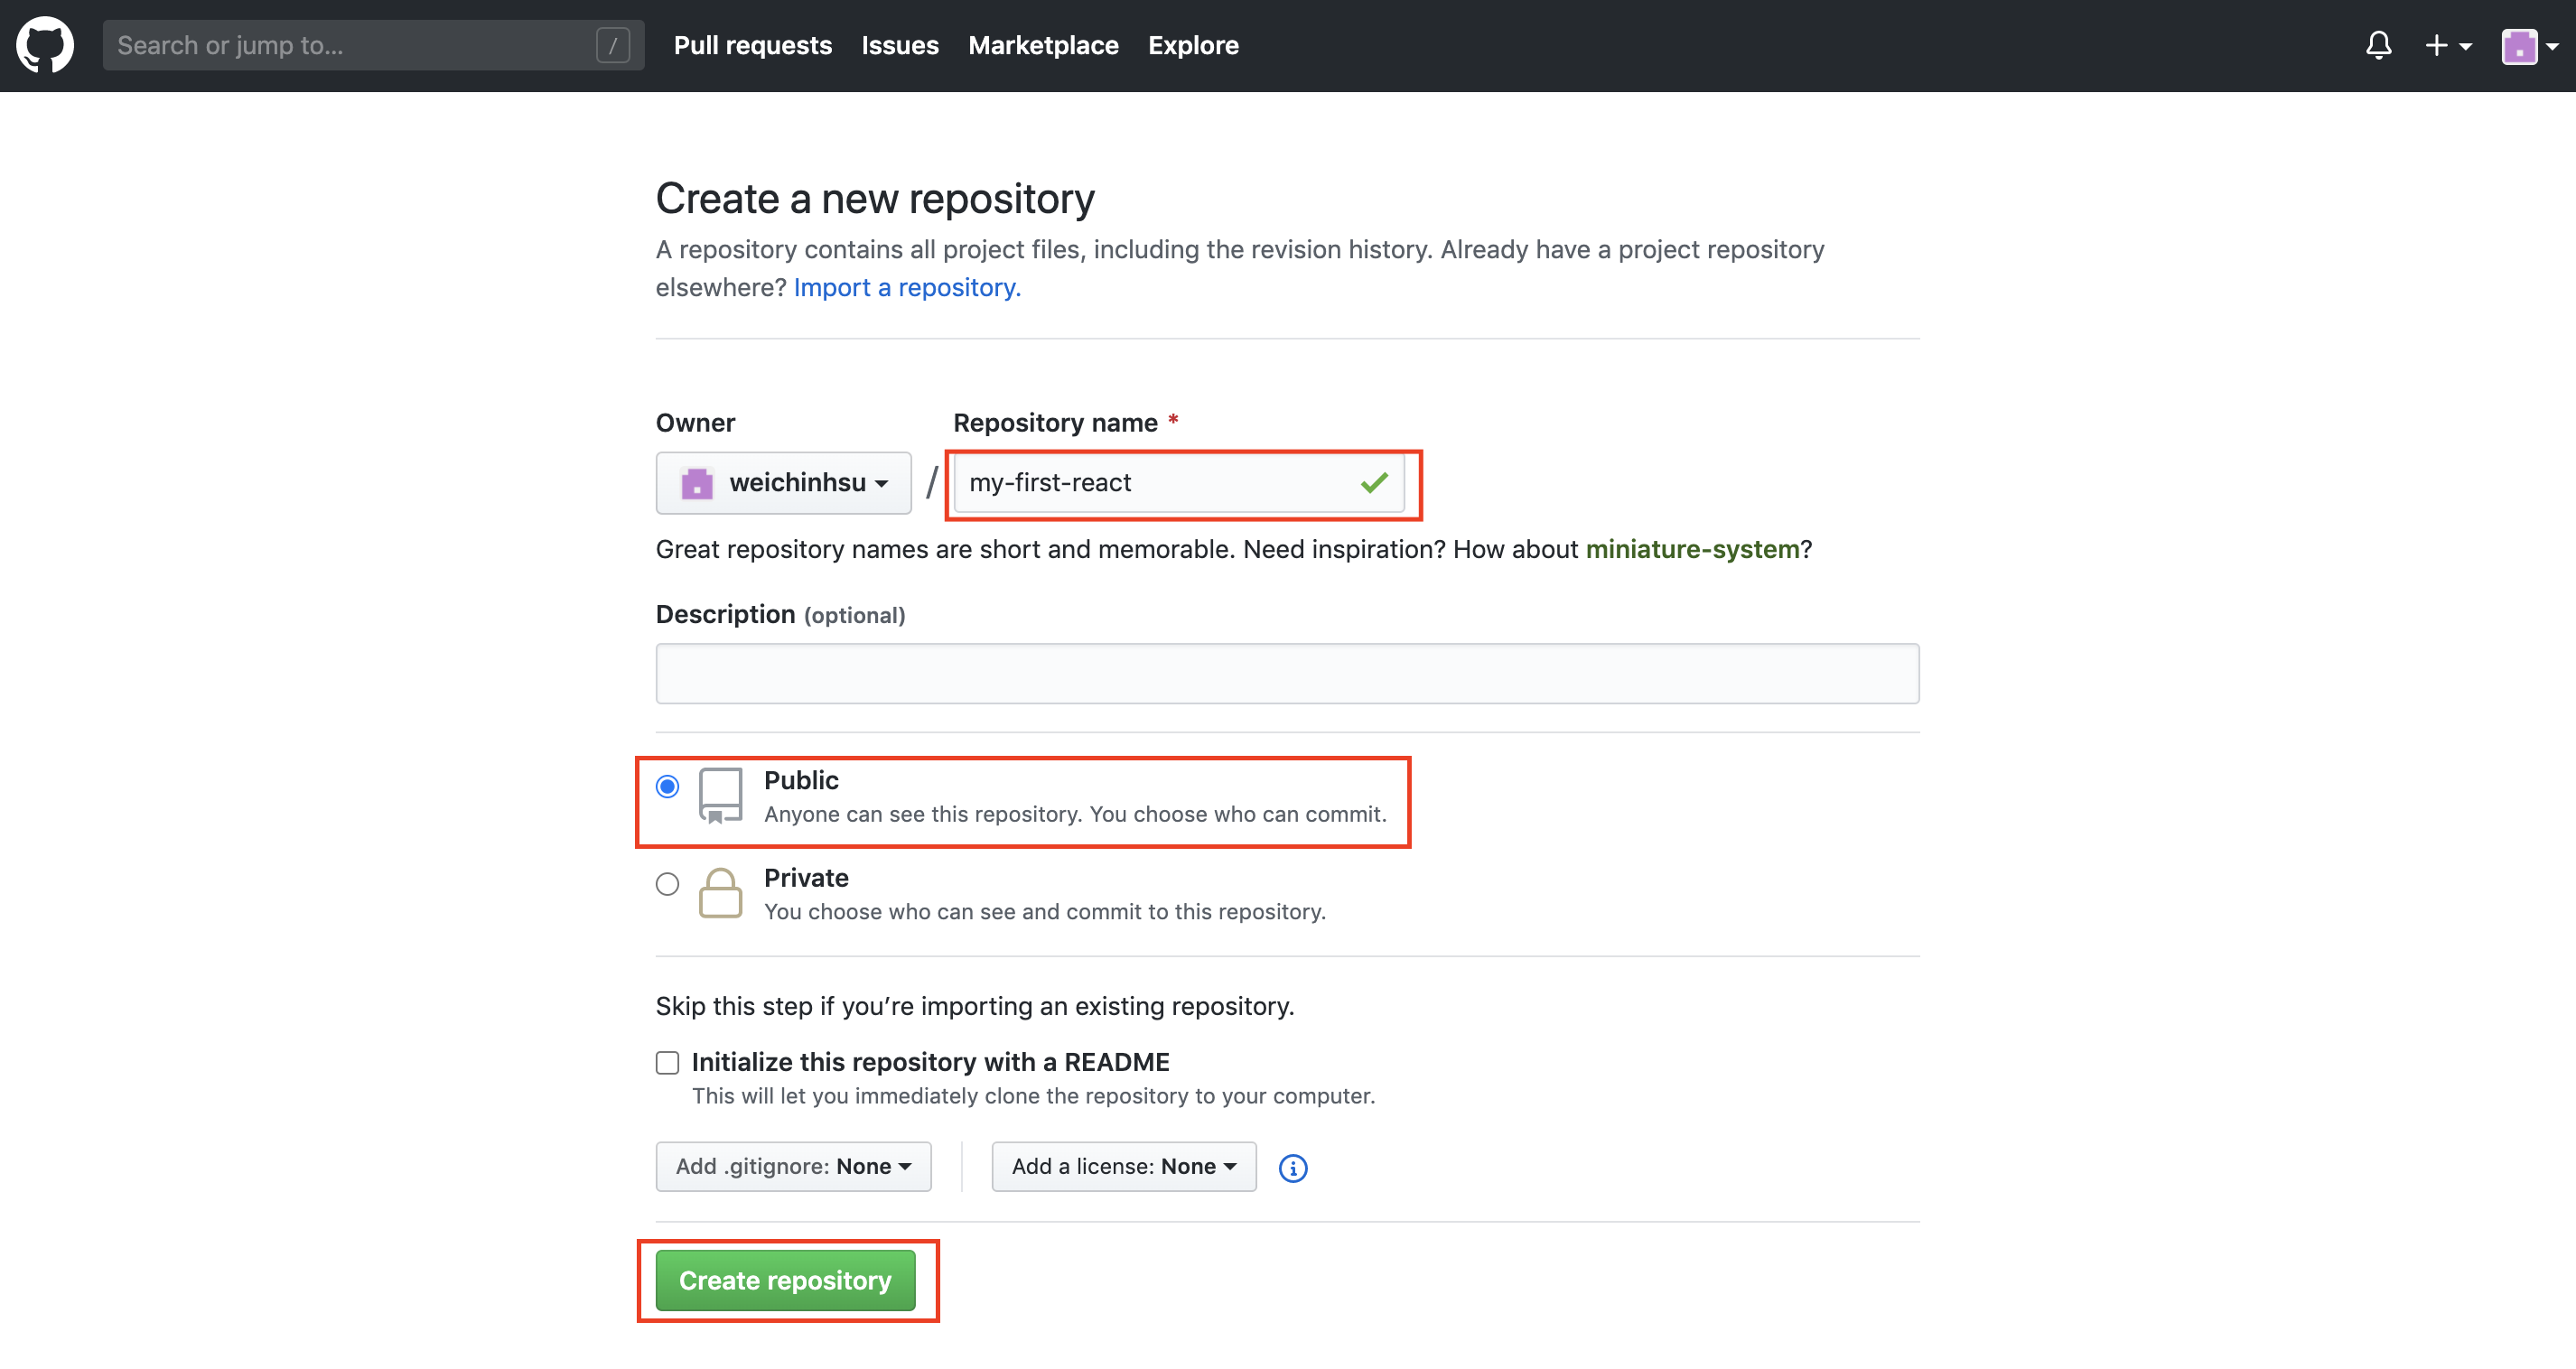 Search or jump to... /
Pull requests Issues Marketplace Explore
Create a new repository
A repository contains all project files, including the revision history. Already have a project repository
elsewhere? Import a repository.
Owner Repository name *
weichinhsu / my-first-react
Great repository names are short and memorable. Need inspiration? How about miniature-system?
Description (optional)
Public
Anyone can see this repository. You choose who can commit.
Private
You choose who can see and commit to this repository.
Skip this step if you’re importing an existing repository.
Initialize this repository with a README
This will let you immediately clone the repository to your computer.
Add .gitignore: None Add a license: None
Create repository